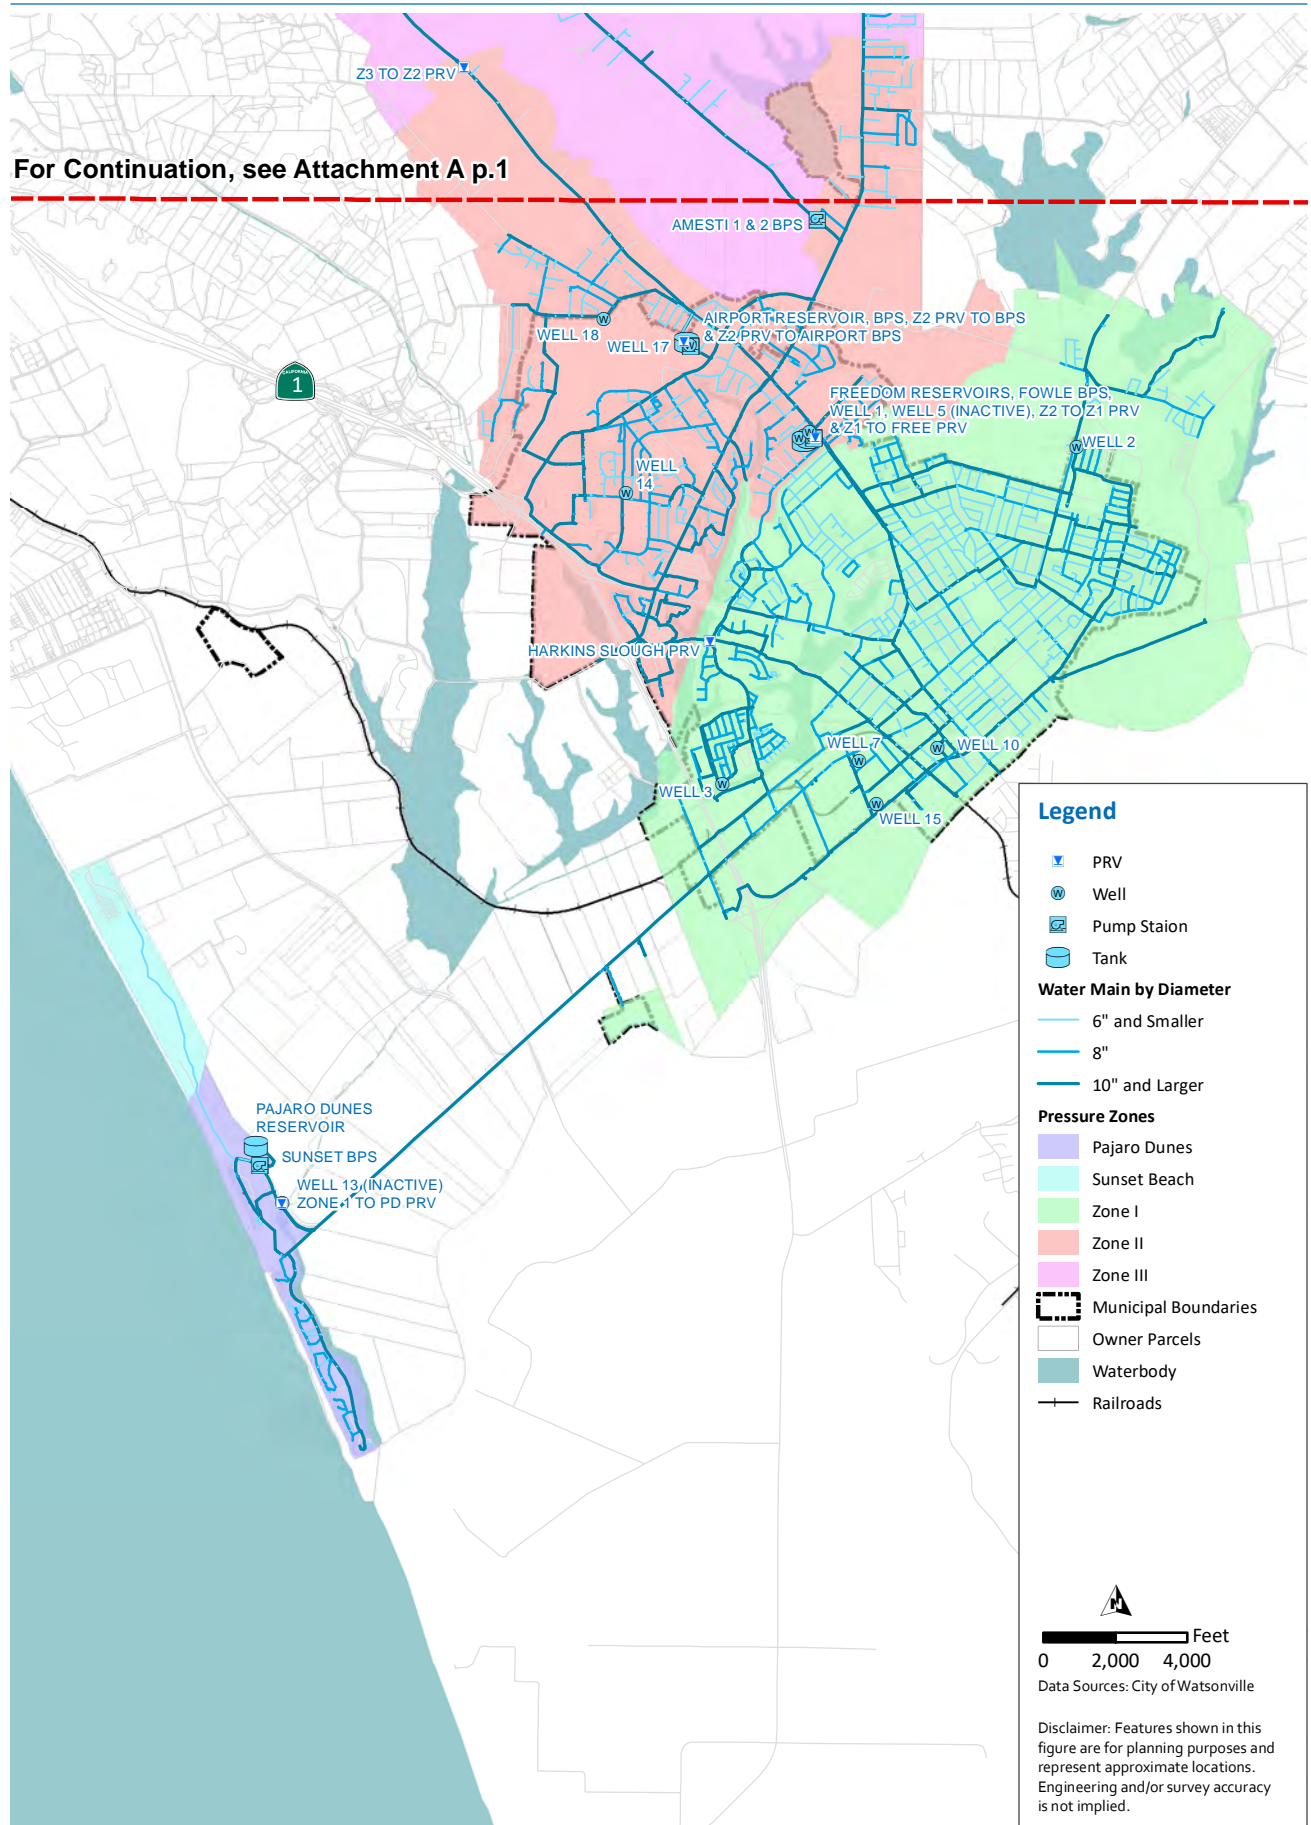 Z3 TO Z2 PRV
For Continuation, see Attachment A p.1
AMESTI 1 & 2 BPS
AIRPORT RESERVOIR, BPS, Z2 PRV TO BPS
& Z2 PRV TO AIRPORT BPS
WELL 18
WELL 17
CALIFORNIA
1
FREEDOM RESERVOIRS, FOWLE BPS,
WELL 1, WELL 5 (INACTIVE), Z2 TO Z1 PRV
& Z1 TO FREE PRV
WELL 2
WELL
14
HARKINS SLOUGH PRV
WELL 7
WELL 10
WELL 3
WELL 15
PAJARO DUNES
RESERVOIR
SUNSET BPS
WELL 13 (INACTIVE)
ZONE 1 TO PD PRV
Legend
PRV
W Well
Pump Staion
Tank
Water Main by Diameter
6" and Smaller
8"
10" and Larger
Pressure Zones
Pajaro Dunes
Sunset Beach
Zone I
Zone II
Zone III
Municipal Boundaries
Owner Parcels
Waterbody
Railroads
N
Feet
0 2,000 4,000
Data Sources: City of Watsonville
Disclaimer: Features shown in this
figure are for planning purposes and
represent approximate locations.
Engineering and/or survey accuracy
is not implied.